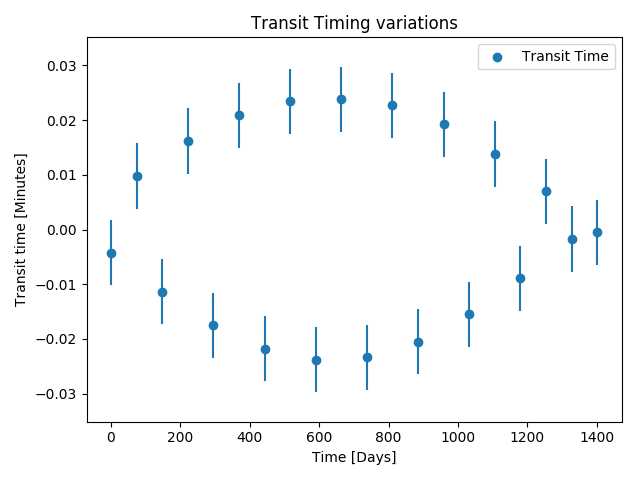 Transit Timing variations
Transit Time
Transit time [Minutes]
0.03
0.02
0.01
0.00
−0.01
−0.02
−0.03
0 200 400 600 800 1000 1200 1400
Time [Days]